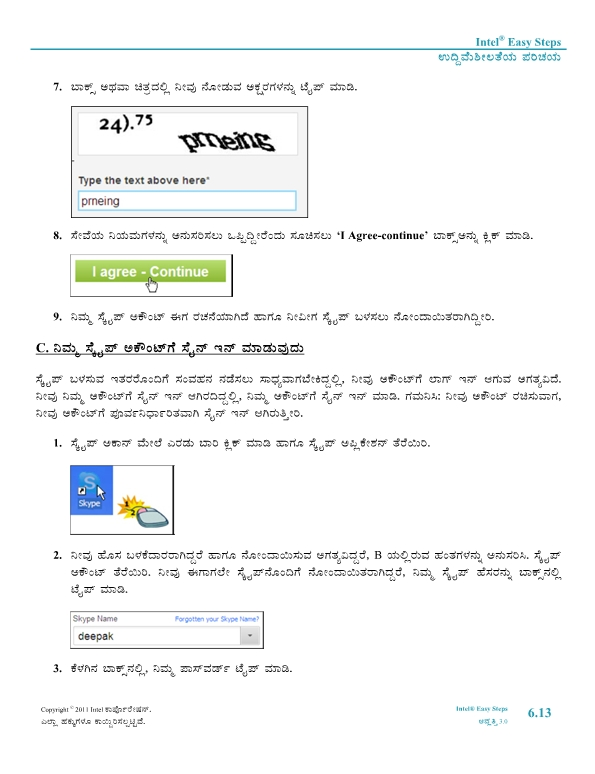 Intel® Easy Steps
ಉದ್ದಿಮೆಶೀಲತೆಯ ಪರಿಚಯ
7. ಬಾಕ್ಸ್ ಅಥವಾ ಚಿತ್ರದಲ್ಲಿ ನೀವು ನೋಡುವ ಅಕ್ಷರಗಳನ್ನು ಟೈಪ್ ಮಾಡಿ.
24).75 prneing
Type the text above here*
prneing
8. ಸೇವೆಯ ನಿಯಮಗಳನ್ನು ಅನುಸರಿಸಲು ಒಪ್ಪಿದ್ದೀರೆಂದು ಸೂಚಿಸಲು ‘I Agree-continue’ ಬಾಕ್ಸ್‌ಅನ್ನು ಕ್ಲಿಕ್ ಮಾಡಿ.
I agree - Continue
9. ನಿಮ್ಮ ಸ್ಕೈಪ್ ಅಕೌಂಟ್ ಈಗ ರಚನೆಯಾಗಿದೆ ಹಾಗೂ ನೀವೀಗ ಸ್ಕೈಪ್ ಬಳಸಲು ನೋಂದಾಯಿತರಾಗಿದ್ದೀರಿ.
C. ನಿಮ್ಮ ಸ್ಕೈಪ್ ಅಕೌಂಟ್‌ಗೆ ಸೈನ್ ಇನ್ ಮಾಡುವುದು
ಸ್ಕೈಪ್ ಬಳಸುವ ಇತರರೊಂದಿಗೆ ಸಂವಹನ ನಡೆಸಲು ಸಾಧ್ಯವಾಗಬೇಕಿದ್ದಲ್ಲಿ, ನೀವು ಅಕೌಂಟ್‌ಗೆ ಲಾಗ್ ಇನ್ ಆಗುವ ಅಗತ್ಯವಿದೆ.
ನೀವು ನಿಮ್ಮ ಅಕೌಂಟ್‌ಗೆ ಸೈನ್ ಇನ್ ಆಗಿರದಿದ್ದಲ್ಲಿ, ನಿಮ್ಮ ಅಕೌಂಟ್‌ಗೆ ಸೈನ್ ಇನ್ ಮಾಡಿ. ಗಮನಿಸಿ: ನೀವು ಅಕೌಂಟ್ ರಚಿಸುವಾಗ,
ನೀವು ಅಕೌಂಟ್‌ಗೆ ಪೂರ್ವನಿರ್ಧಾರಿತವಾಗಿ ಸೈನ್ ಇನ್ ಆಗಿರುತ್ತೀರಿ.
1. ಸ್ಕೈಪ್ ಅಕಾನ್ ಮೇಲೆ ಎರಡು ಬಾರಿ ಕ್ಲಿಕ್ ಮಾಡಿ ಹಾಗೂ ಸ್ಕೈಪ್ ಅಪ್ಲಿಕೇಶನ್ ತೆರೆಯಿರಿ.
Skype 1 2
2. ನೀವು ಹೊಸ ಬಳಕೆದಾರರಾಗಿದ್ದರೆ ಹಾಗೂ ನೋಂದಾಯಿಸುವ ಅಗತ್ಯವಿದ್ದರೆ, B ಯಲ್ಲಿರುವ ಹಂತಗಳನ್ನು ಅನುಸರಿಸಿ. ಸ್ಕೈಪ್
ಅಕೌಂಟ್ ತೆರೆಯಿರಿ. ನೀವು ಈಗಾಗಲೇ ಸ್ಕೈಪ್‌ನೊಂದಿಗೆ ನೋಂದಾಯಿತರಾಗಿದ್ದರೆ, ನಿಮ್ಮ ಸ್ಕೈಪ್ ಹೆಸರನ್ನು ಬಾಕ್ಸ್‌ನಲ್ಲಿ
ಟೈಪ್ ಮಾಡಿ.
Skype Name Forgotten your Skype Name?
deepak
3. ಕೆಳಗಿನ ಬಾಕ್ಸ್‌ನಲ್ಲಿ, ನಿಮ್ಮ ಪಾಸ್‌ವರ್ಡ್ ಟೈಪ್ ಮಾಡಿ.
Copyright © 2011 Intel ಕಾರ್ಪೊರೇಷನ್. Intel® Easy Steps 6.13
ಎಲ್ಲಾ ಹಕ್ಕುಗಳೂ ಕಾಯ್ದಿರಿಸಲ್ಪಟ್ಟಿವೆ. ಆವೃತ್ತಿ 3.0